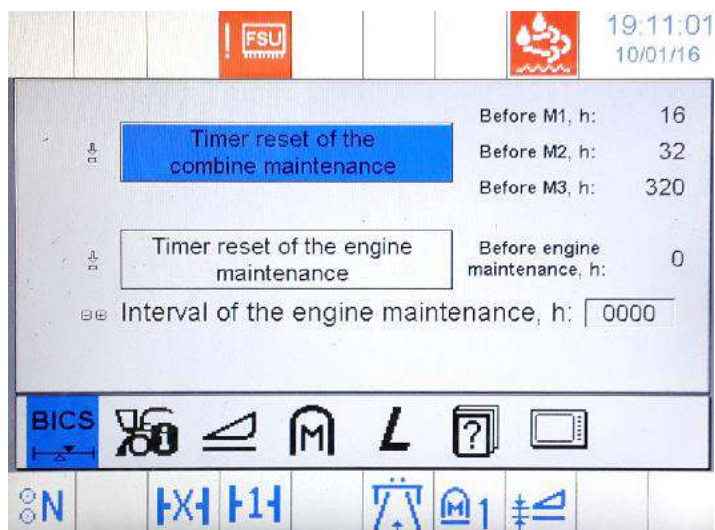 FSU
19:11:01
10/01/16
Timer reset of the
combine maintenance
Before M1, h: 16
Before M2, h: 32
Before M3, h: 320
Timer reset of the engine
maintenance
Before engine
maintenance, h: 0
Interval of the engine maintenance, h: 0000
BICS
M
L
?
N
X
1
M 1